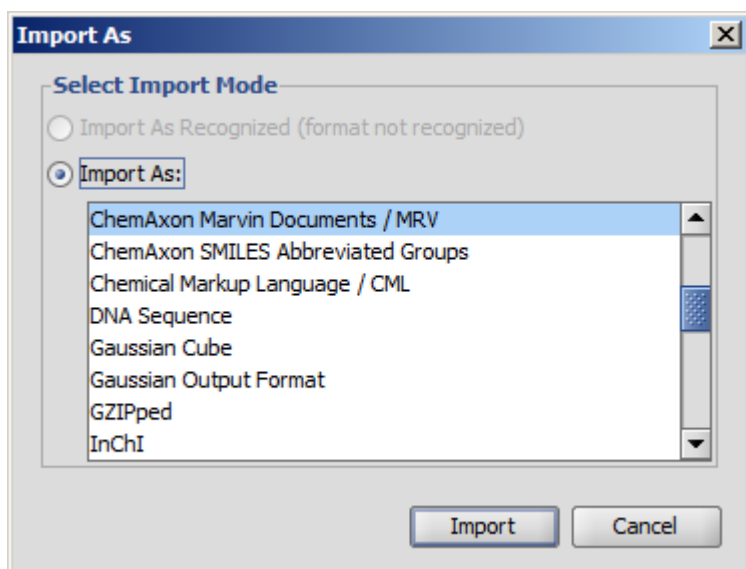 Import As
Select Import Mode
Import As Recognized (format not recognized)
Import As:
ChemAxon Marvin Documents / MRV
ChemAxon SMILES Abbreviated Groups
Chemical Markup Language / CML
DNA Sequence
Gaussian Cube
Gaussian Output Format
GZIPped
InChI
Import Cancel